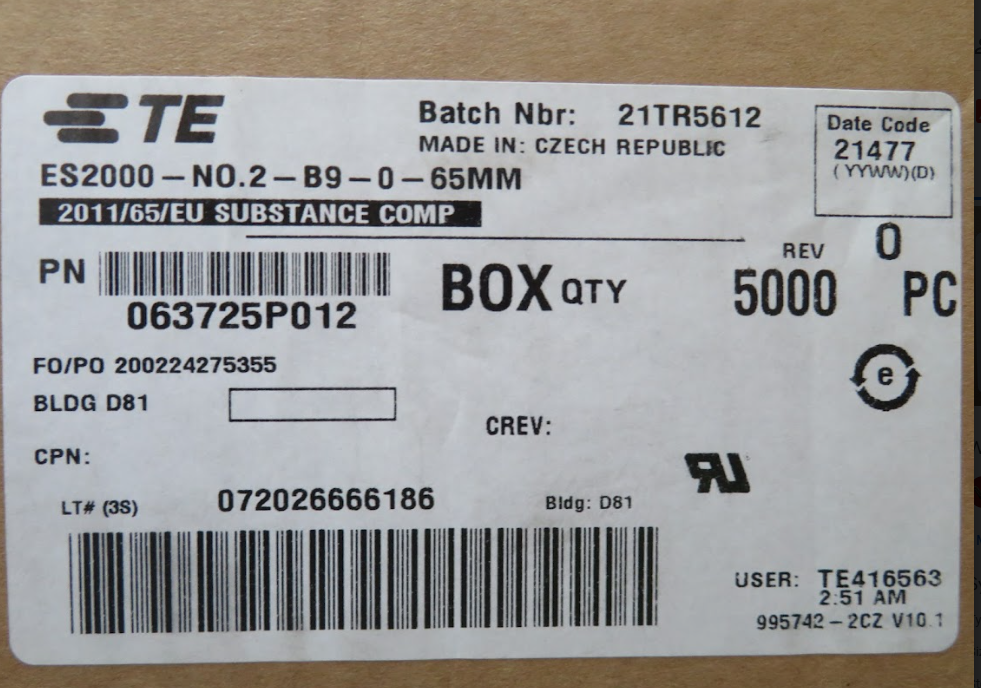 TE
Batch Nbr: 21TR5612
MADE IN: CZECH REPUBLIC
Date Code
21477
(YYWW)(D)
ES2000-NO.2-B9-0-65MM
2011/65/EU SUBSTANCE COMP
REV 0
PN
063725P012
BOX QTY 5000 PC
FO/PO 200224275355
BLDG D81
e
CREV:
CPN:
LT# (3S) 072026666186 Bldg: D81
USER: TE416563
2:51 AM
995742-2CZ V10.1